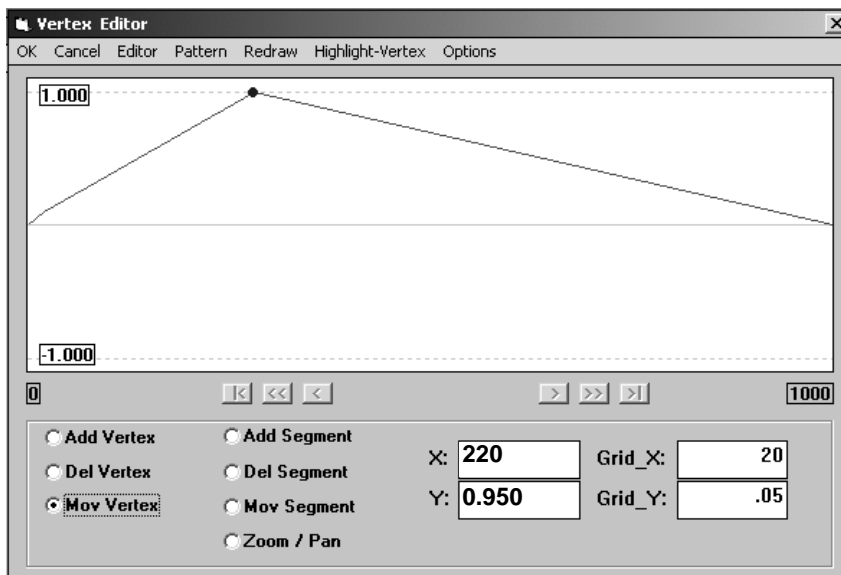 Vertex Editor
OK Cancel Editor Pattern Redraw Highlight-Vertex Options
1.000
-1.000
0 |< << < > >> >| 1000
Add Vertex Add Segment
X: 220 Grid_X: 20
Del Vertex Del Segment
Y: 0.950 Grid_Y: .05
Mov Vertex Mov Segment
Zoom / Pan